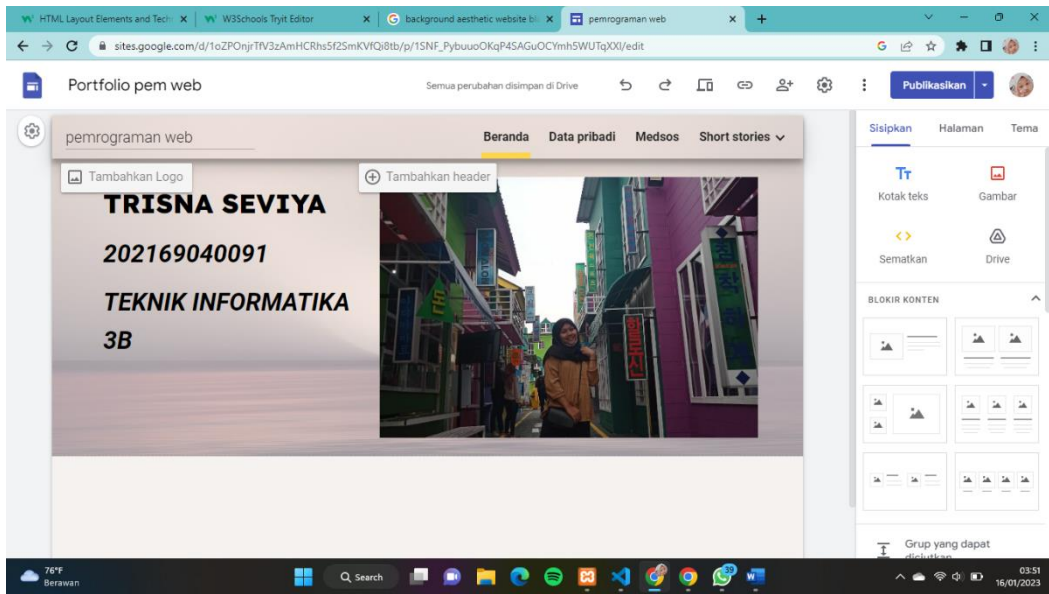 HTML Layout Elements and Tech
W3Schools Tryit Editor
background aesthetic website bl
pemrograman web
sites.google.com/d/1oZPOnjrTfV3zAmHCRhs5f2SmKVfQi8tb/p/1SNF_PybuuoOKqP4SAGuOCYmh5WUTqXXl/edit
Portfolio pem web
Semua perubahan disimpan di Drive
Publikasikan
pemrograman web
Beranda
Data pribadi
Medsos
Short stories
Sisipkan
Halaman
Tema
Tambahkan Logo
Tambahkan header
TRISNA SEVIYA
202169040091
TEKNIK INFORMATIKA
3B
Kotak teks
Gambar
Sematkan
Drive
BLOKIR KONTEN
Grup yang dapat
76°F
Berawan
Search
39
03:51
16/01/2023